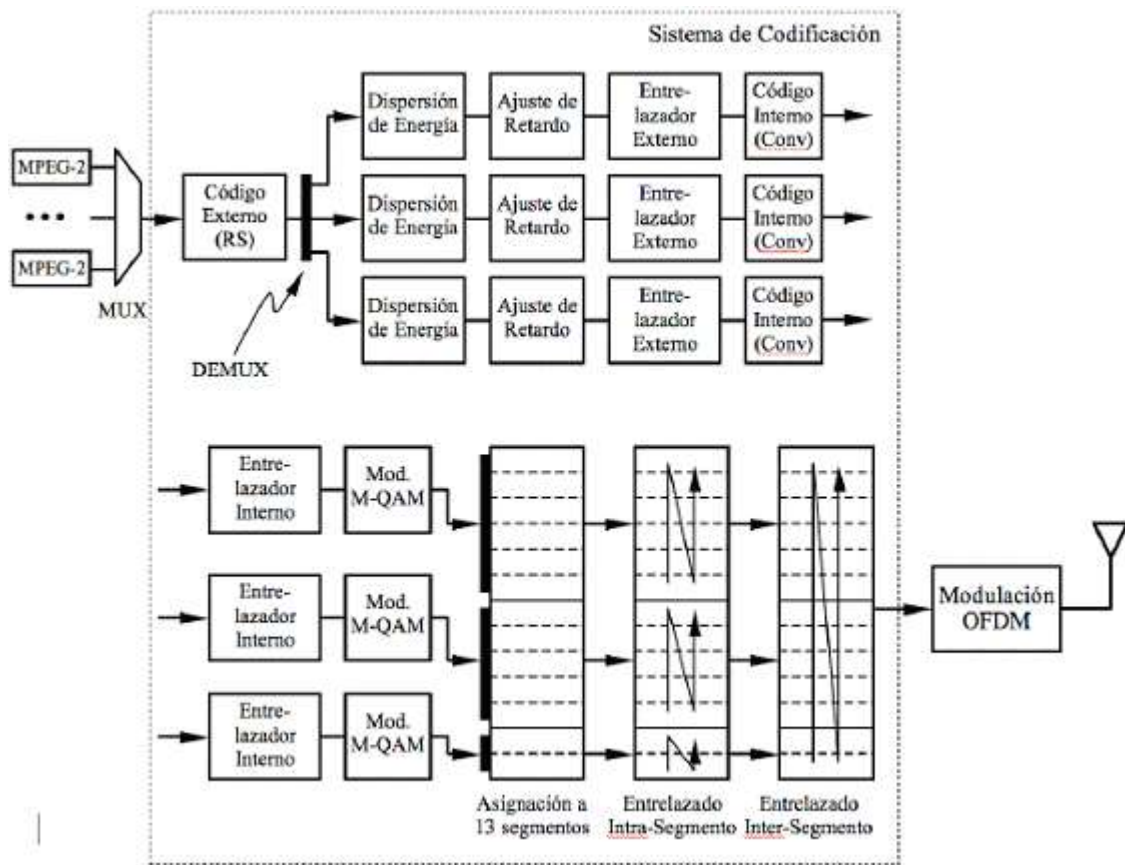 Sistema de Codificación
MPEG-2
MPEG-2
MUX
Código
Externo
(RS)
DEMUX
Dispersión
de Energía
Ajuste de
Retardo
Entre-
lazador
Externo
Código
Interno
(Conv)
Dispersión
de Energía
Ajuste de
Retardo
Entre-
lazador
Externo
Código
Interno
(Conv)
Dispersión
de Energía
Ajuste de
Retardo
Entre-
lazador
Externo
Código
Interno
(Conv)
Entre-
lazador
Interno
Mod.
M-QAM
Entre-
lazador
Interno
Mod.
M-QAM
Entre-
lazador
Interno
Mod.
M-QAM
Asignación a
13 segmentos
Entrelazado
Intra-Segmento
Entrelazado
Inter-Segmento
Modulación
OFDM